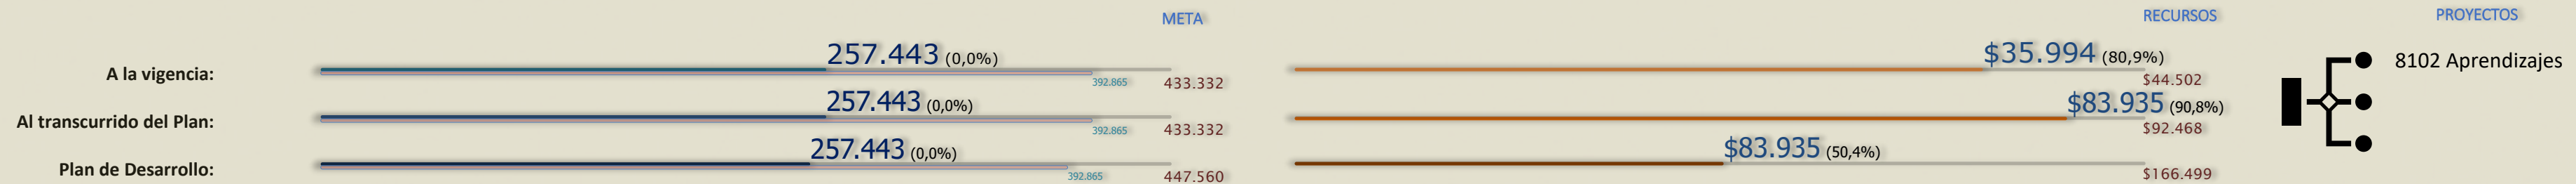 META RECURSOS PROYECTOS
A la vigencia: 257.443 (0,0%) 392.865 433.332 $35.994 (80,9%) $44.502 8102 Aprendizajes
Al transcurrido del Plan: 257.443 (0,0%) 392.865 433.332 $83.935 (90,8%) $92.468
Plan de Desarrollo: 257.443 (0,0%) 392.865 447.560 $83.935 (50,4%) $166.499